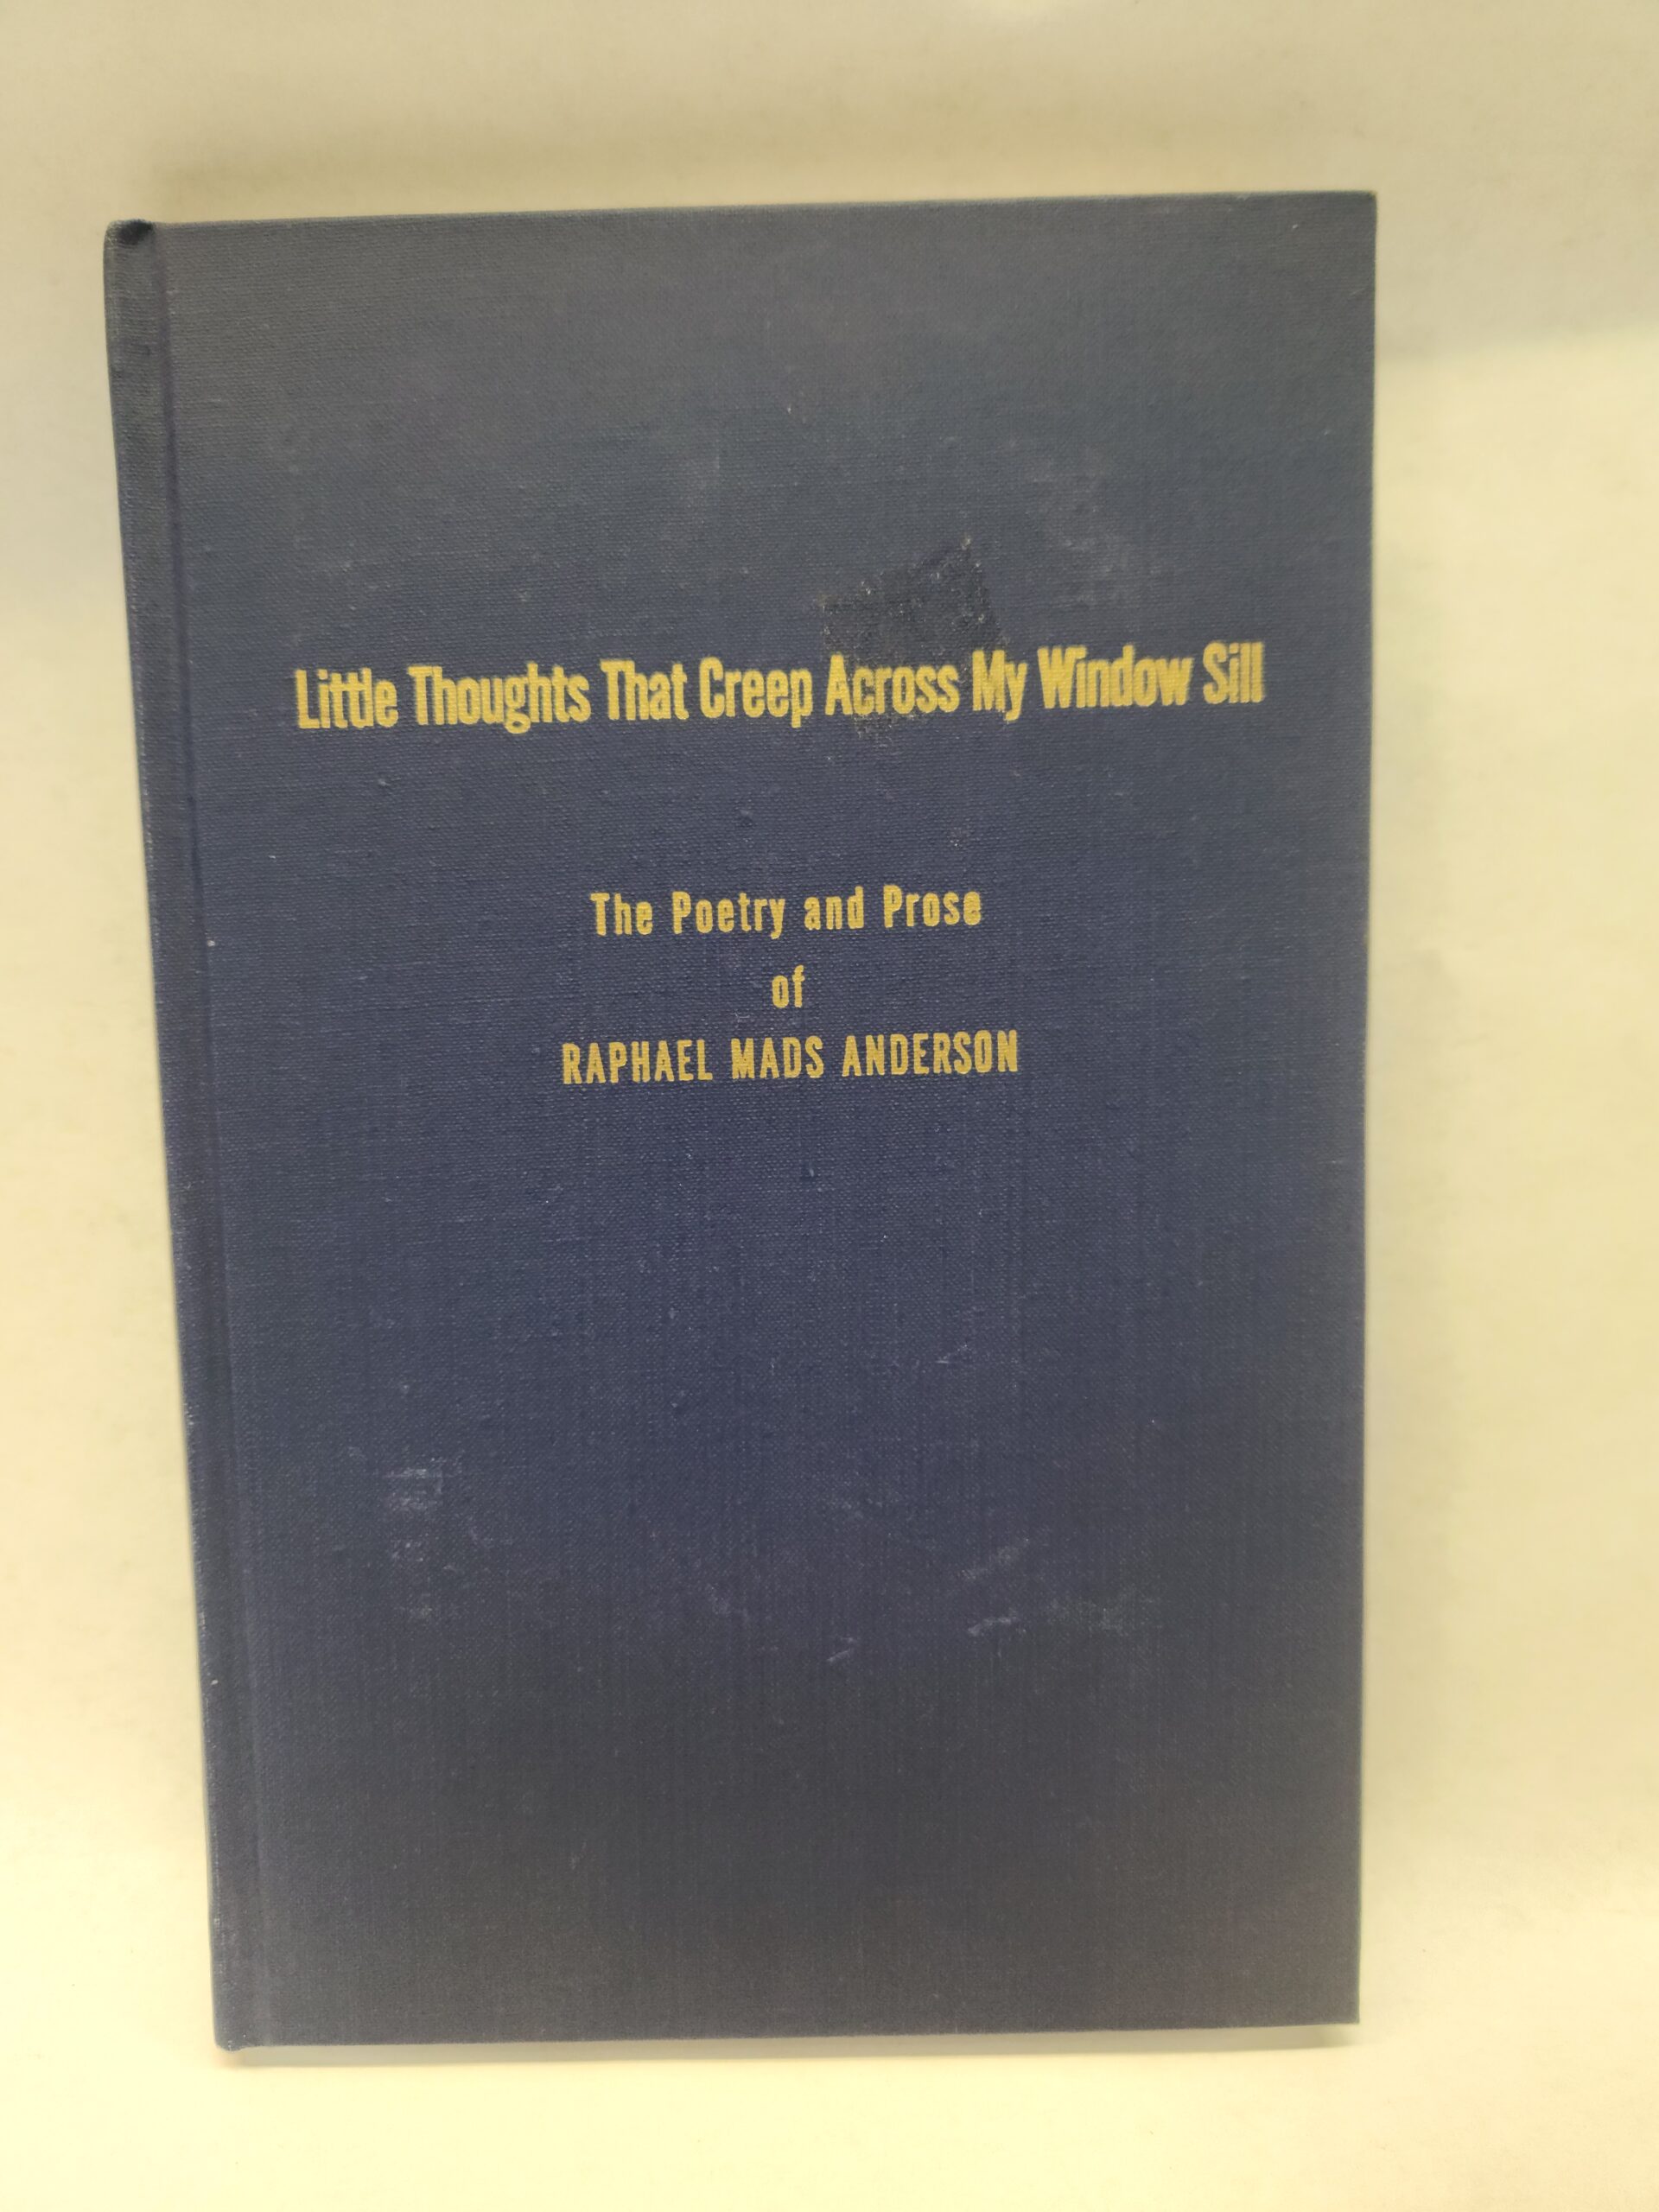 Little Thoughts That Creep Across My Window Sill
The Poetry and Prose
of
RAPHAEL MADS ANDERSON